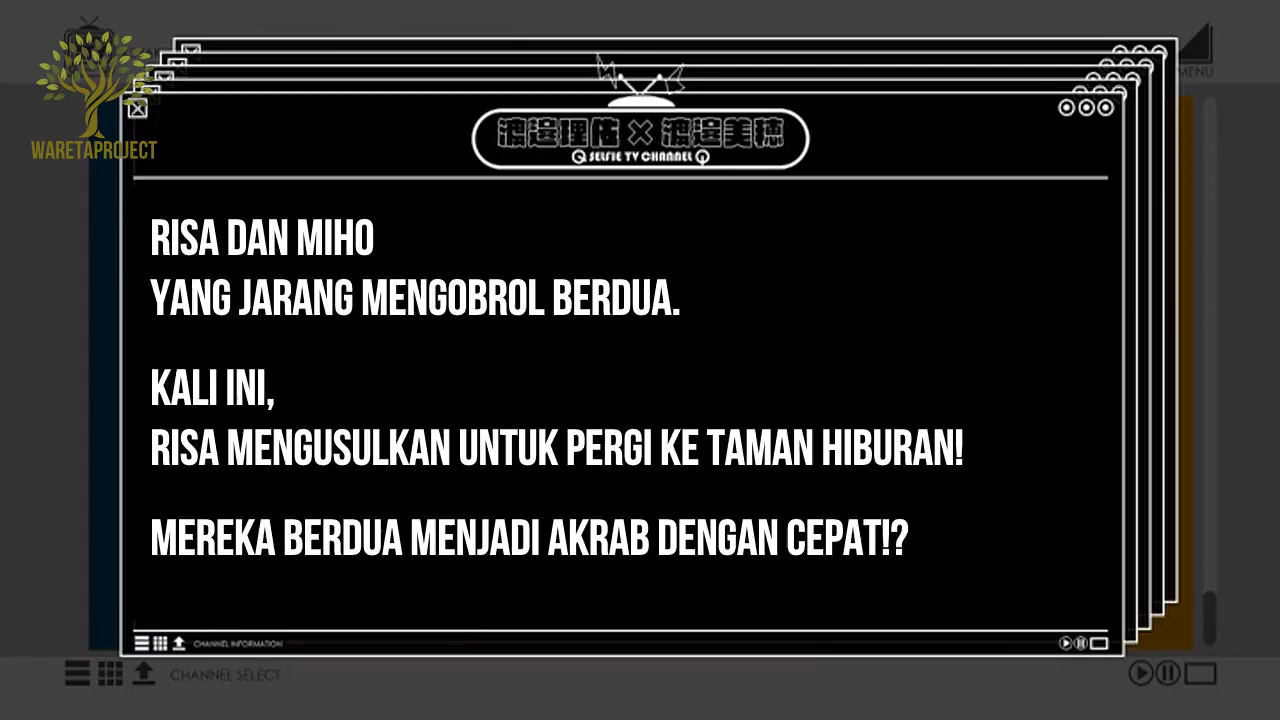 MENU
WARETAPROJECT
渡邉理佐×渡邉美穂
SELFIE TV CHANNEL
RISA DAN MIHO
YANG JARANG MENGOBROL BERDUA.
KALI INI,
RISA MENGUSULKAN UNTUK PERGI KE TAMAN HIBURAN!
MEREKA BERDUA MENJADI AKRAB DENGAN CEPAT!?
CHANNEL INFORMATION
CHANNEL SELECT